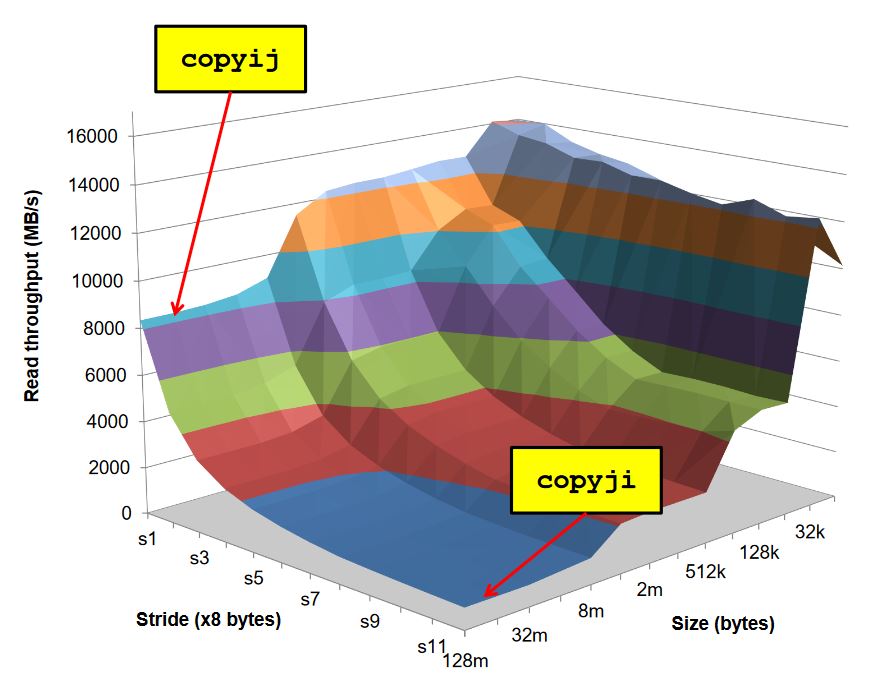 copyij
16000
14000
12000
10000
8000
6000
4000
2000
0
Read throughput (MB/s)
copyji
s1
s3
s5
s7
s9
s11
Stride (x8 bytes)
128m
32m
8m
2m
512k
128k
32k
Size (bytes)